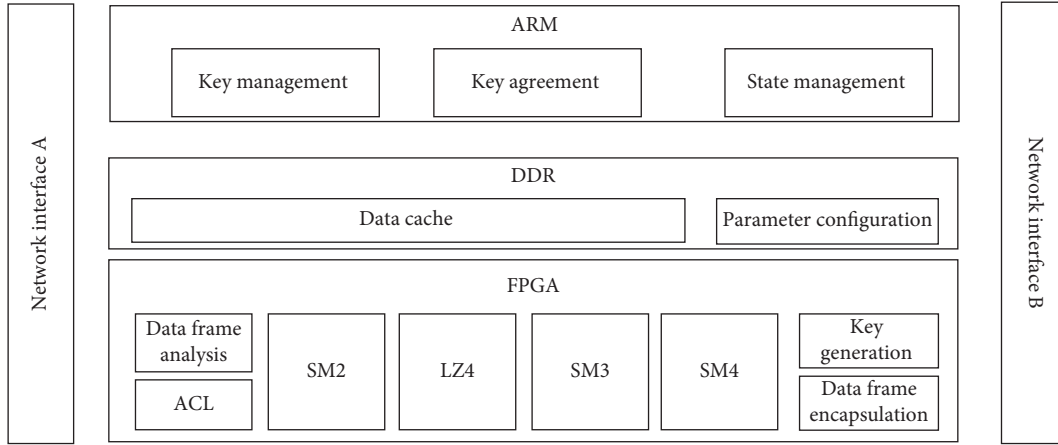 Network interface A
ARM
Key management
Key agreement
State management
DDR
Data cache
Parameter configuration
FPGA
Data frame
analysis
ACL
SM2
LZ4
SM3
SM4
Key
generation
Data frame
encapsulation
Network interface B